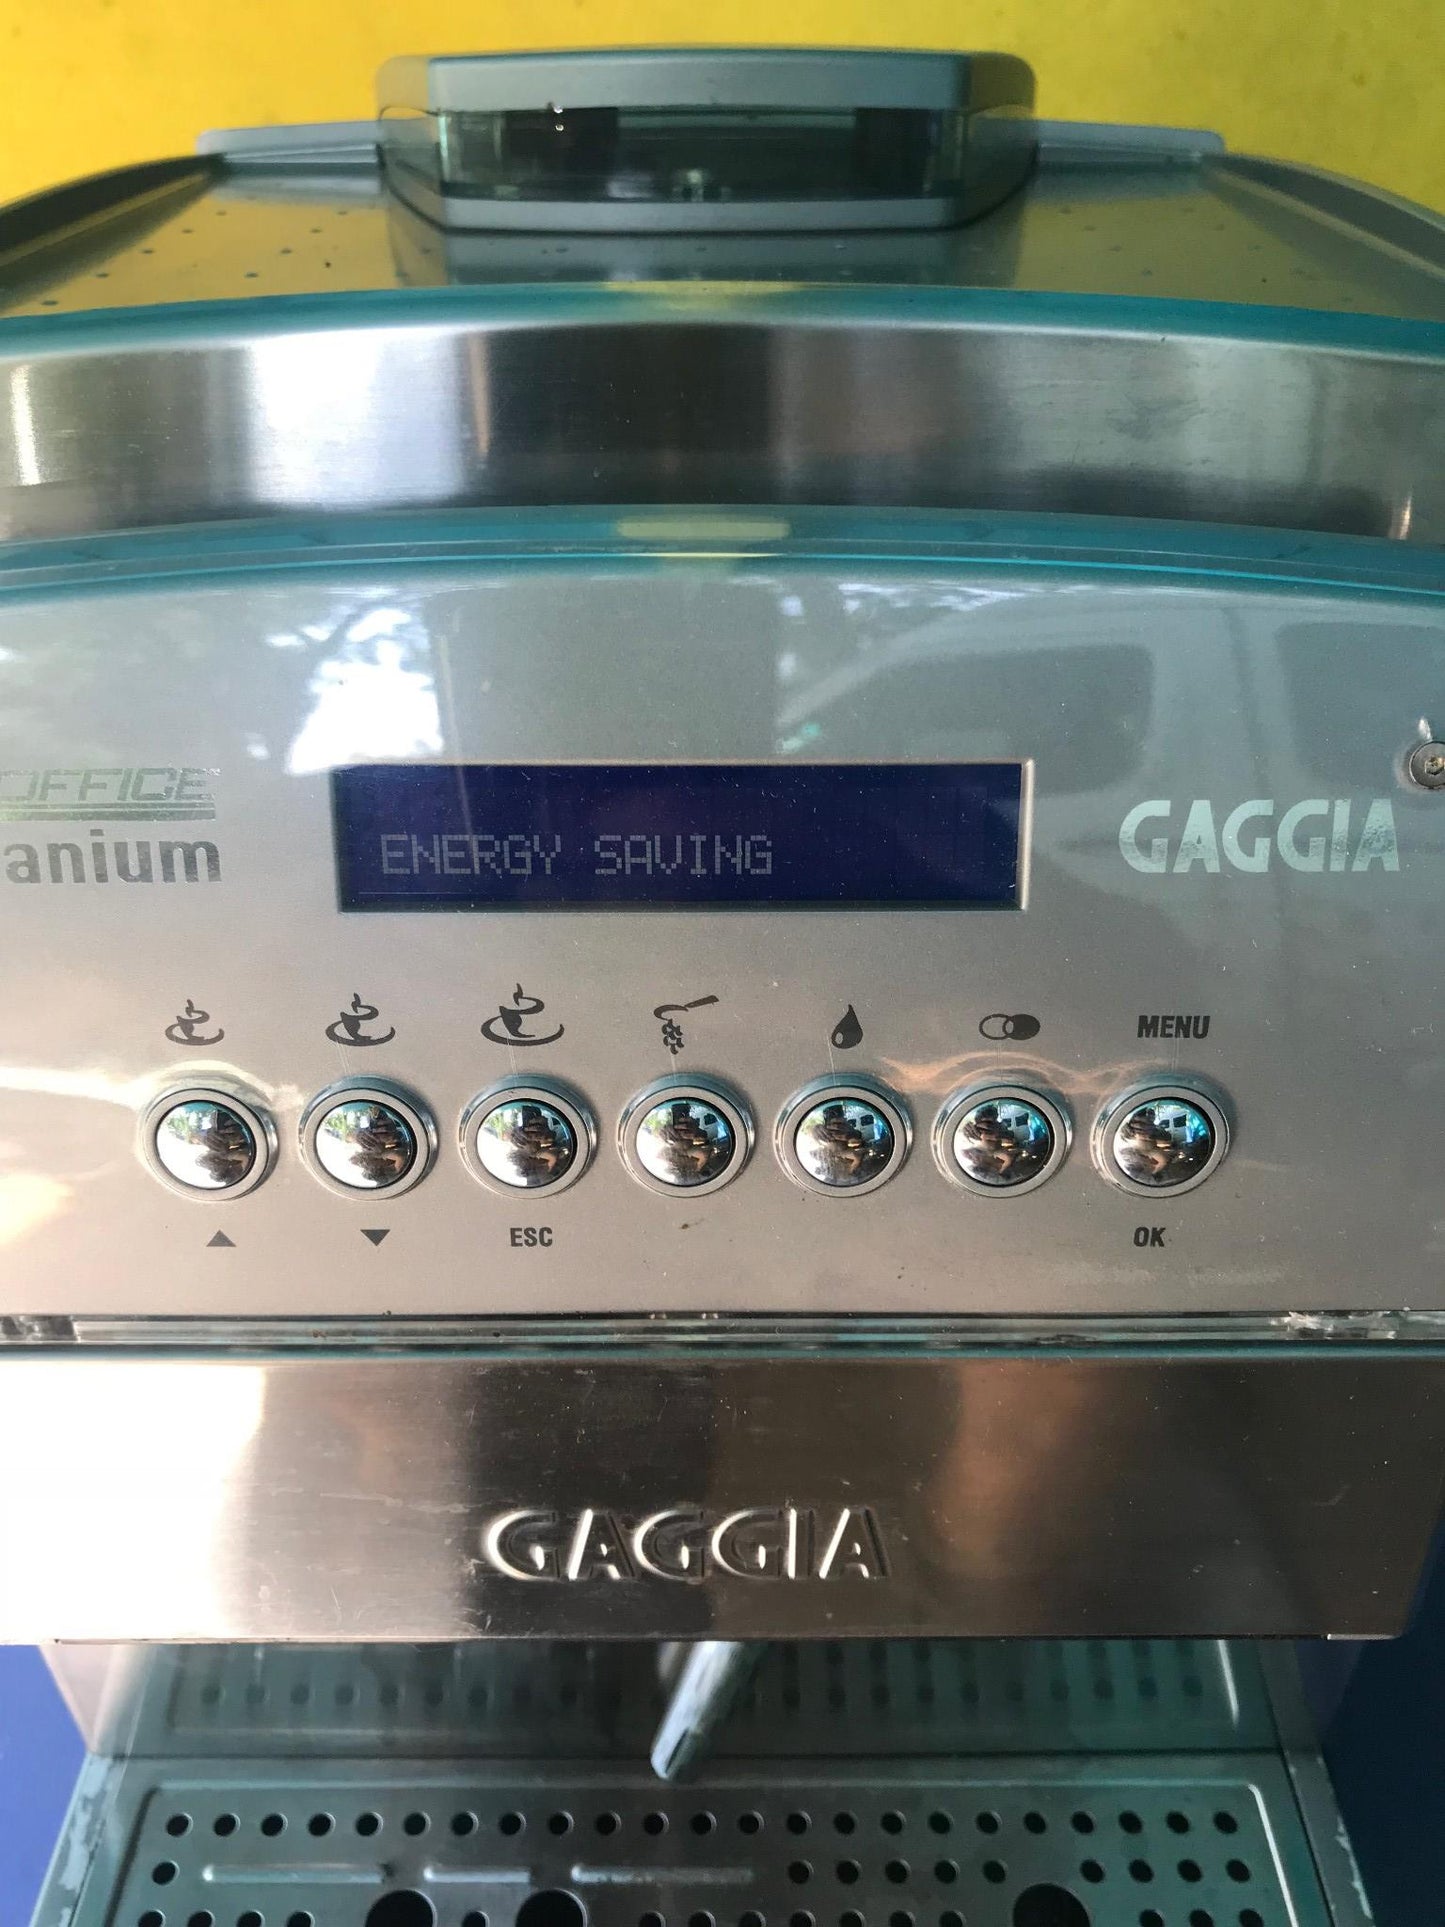 OFFICE
anium
ENERGY SAVING
GAGGIA
MENU
ESC
OK
GAGGIA